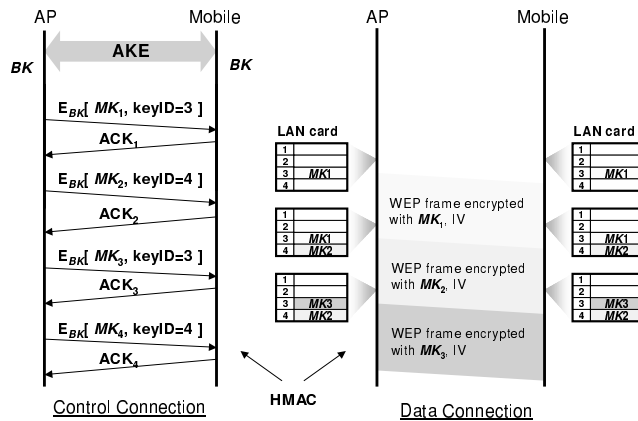 AP
Mobile
AKE
BK
BK
E_BK[ MK₁, keyID=3 ]
ACK₁
E_BK[ MK₂, keyID=4 ]
ACK₂
E_BK[ MK₃, keyID=3 ]
ACK₃
E_BK[ MK₄, keyID=4 ]
ACK₄
Control Connection
HMAC
AP
Mobile
LAN card
1
2
3 MK1
4
1
2
3 MK1
4 MK2
1
2
3 MK3
4 MK2
WEP frame encrypted
with MK₁, IV
WEP frame encrypted
with MK₂, IV
WEP frame encrypted
with MK₃, IV
LAN card
1
2
3 MK1
4
1
2
3 MK1
4 MK2
1
2
3 MK3
4 MK2
Data Connection